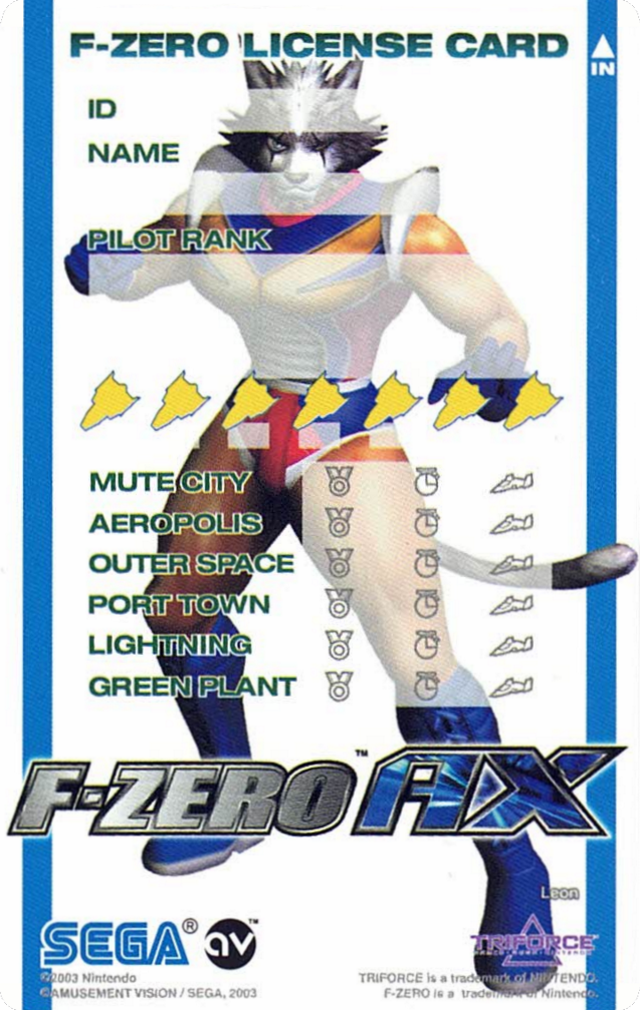 F-ZERO LICENSE CARD
IN
ID
NAME
PILOT RANK
MUTE CITY
AEROPOLIS
OUTER SPACE
PORT TOWN
LIGHTNING
GREEN PLANT
F-ZERO™ AX
Leon
SEGA® av™
TRIFORCE
©2003 Nintendo
©AMUSEMENT VISION / SEGA, 2003
TRIFORCE is a trademark of NINTENDO.
F-ZERO is a trademark of Nintendo.